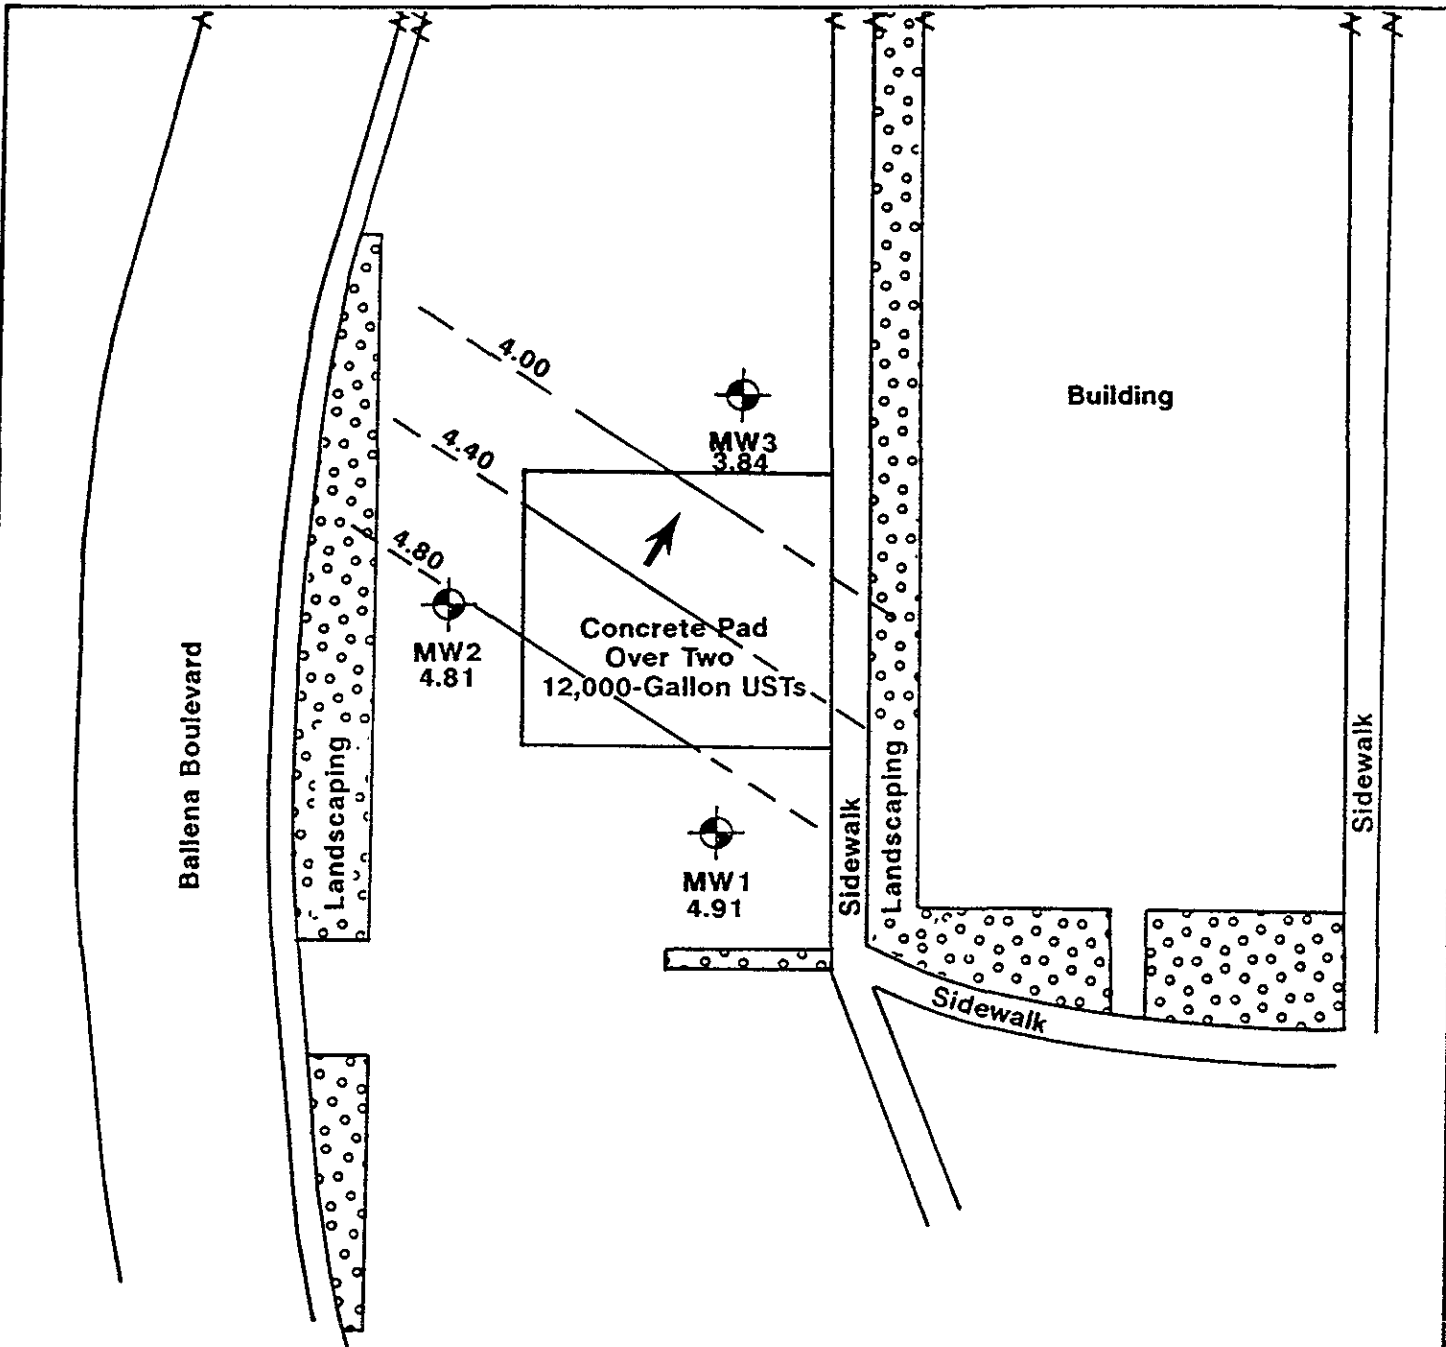 4.00
Building
MW3
3.84
4.40
4.80
Concrete Pad
Over Two
12,000-Gallon USTs
MW2
4.81
Ballena Boulevard
Landscaping
Sidewalk
Landscaping
Sidewalk
MW1
4.91
Sidewalk